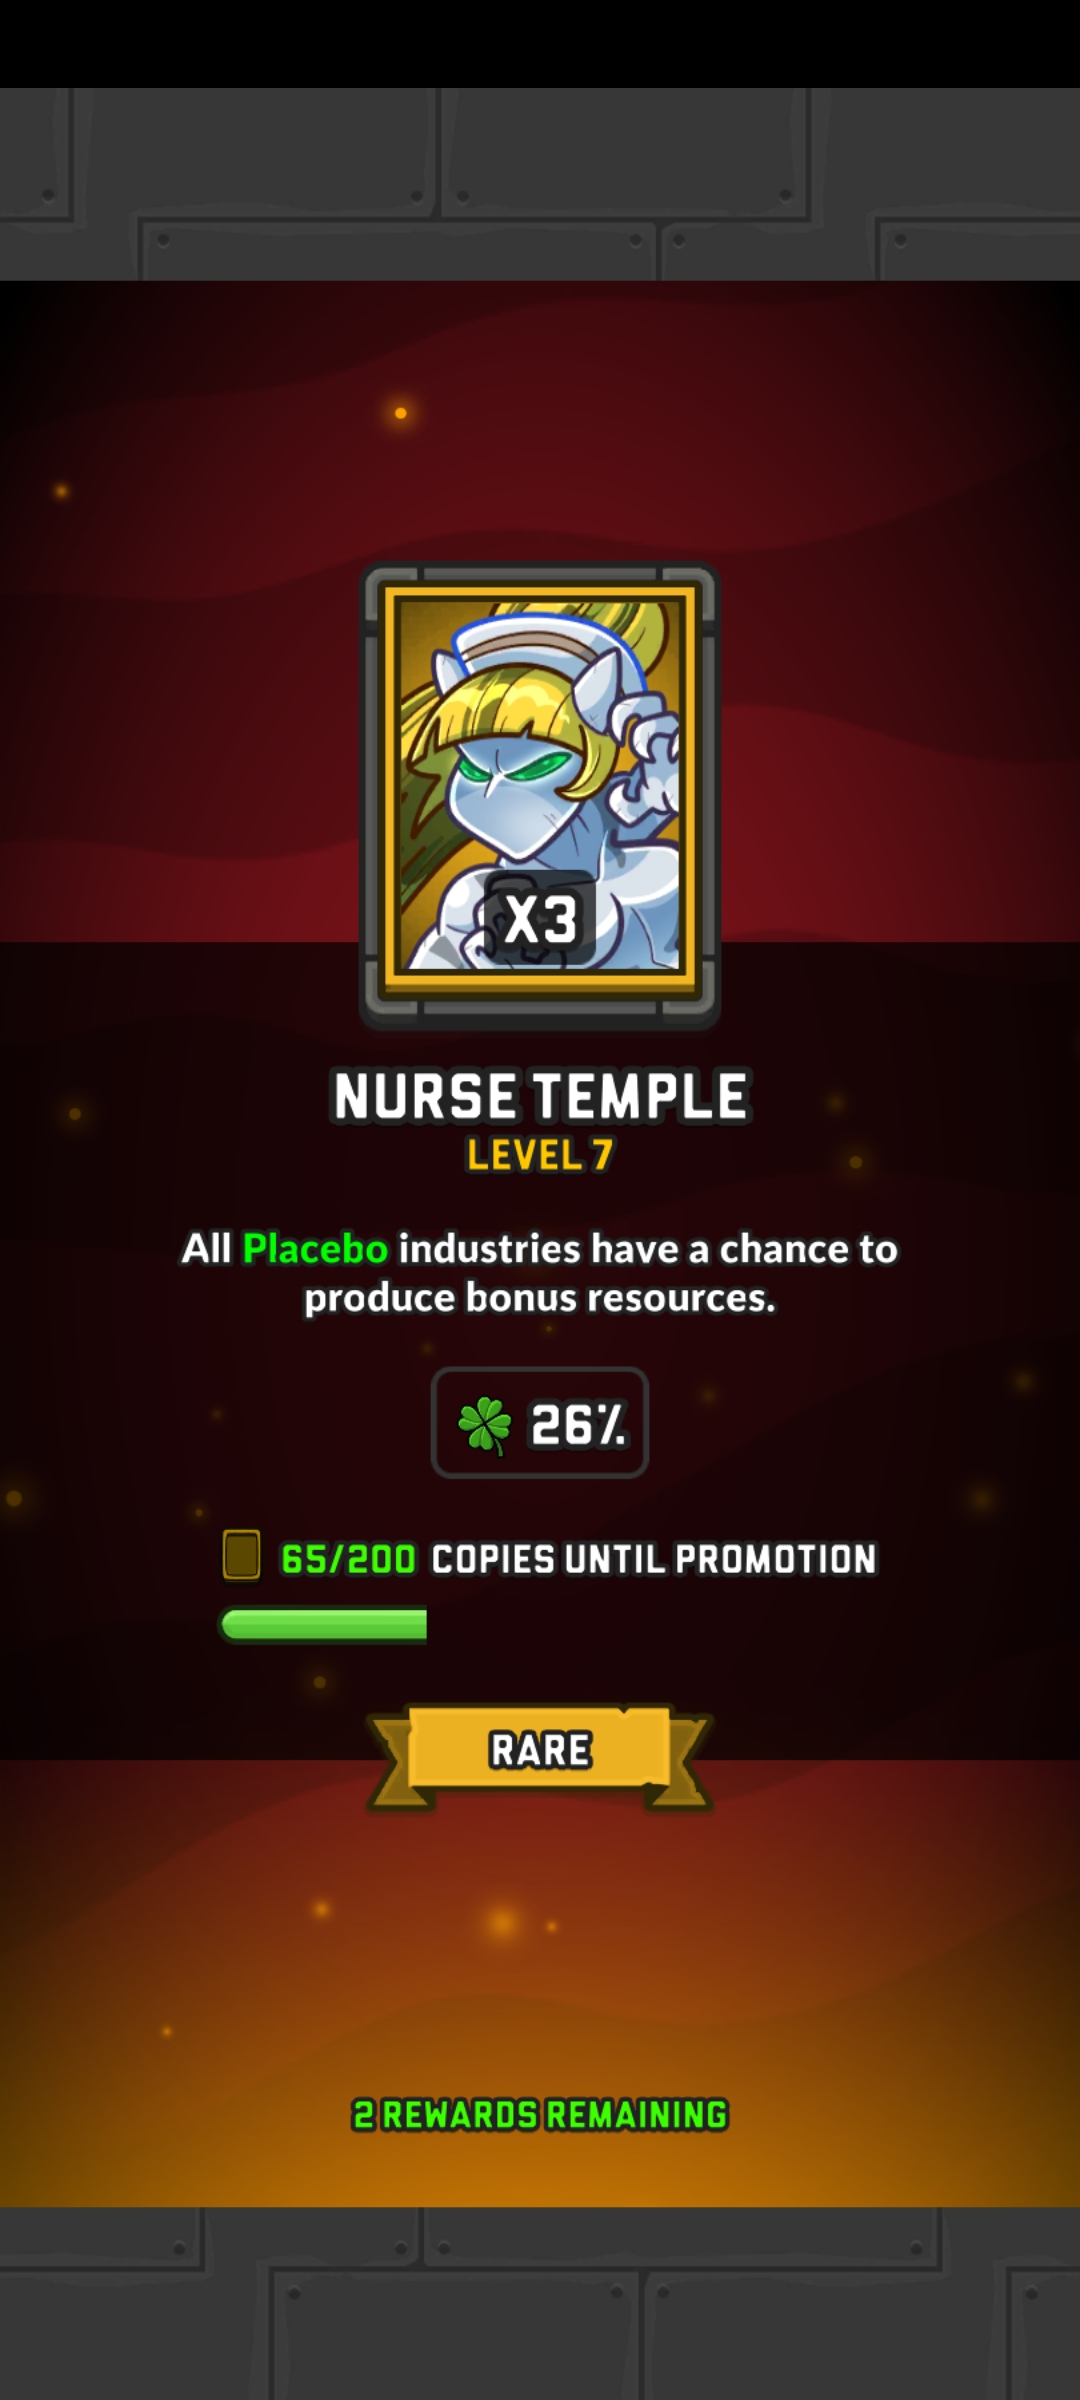 X3
NURSE TEMPLE
LEVEL 7
All Placebo industries have a chance to
produce bonus resources.
26%
65/200 COPIES UNTIL PROMOTION
RARE
2 REWARDS REMAINING